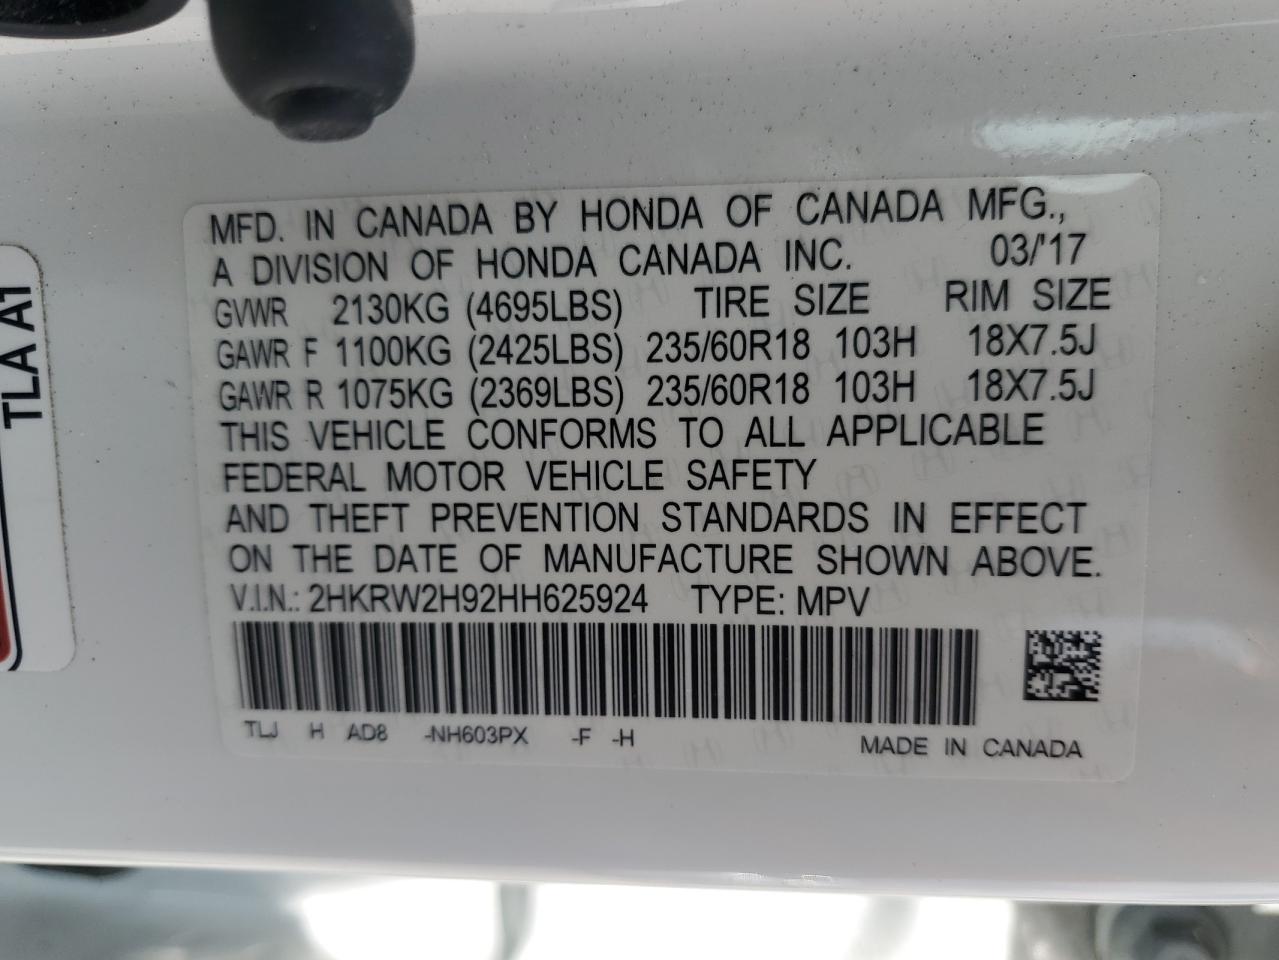 MFD. IN CANADA BY HONDA OF CANADA MFG.,
A DIVISION OF HONDA CANADA INC. 03/'17
GVWR 2130KG (4695LBS) TIRE SIZE RIM SIZE
GAWR F 1100KG (2425LBS) 235/60R18 103H 18X7.5J
GAWR R 1075KG (2369LBS) 235/60R18 103H 18X7.5J
THIS VEHICLE CONFORMS TO ALL APPLICABLE
FEDERAL MOTOR VEHICLE SAFETY
AND THEFT PREVENTION STANDARDS IN EFFECT
ON THE DATE OF MANUFACTURE SHOWN ABOVE.
V.I.N.: 2HKRW2H92HH625924 TYPE: MPV
TLJ H AD8 -NH603PX -F -H
MADE IN CANADA
TLA A1